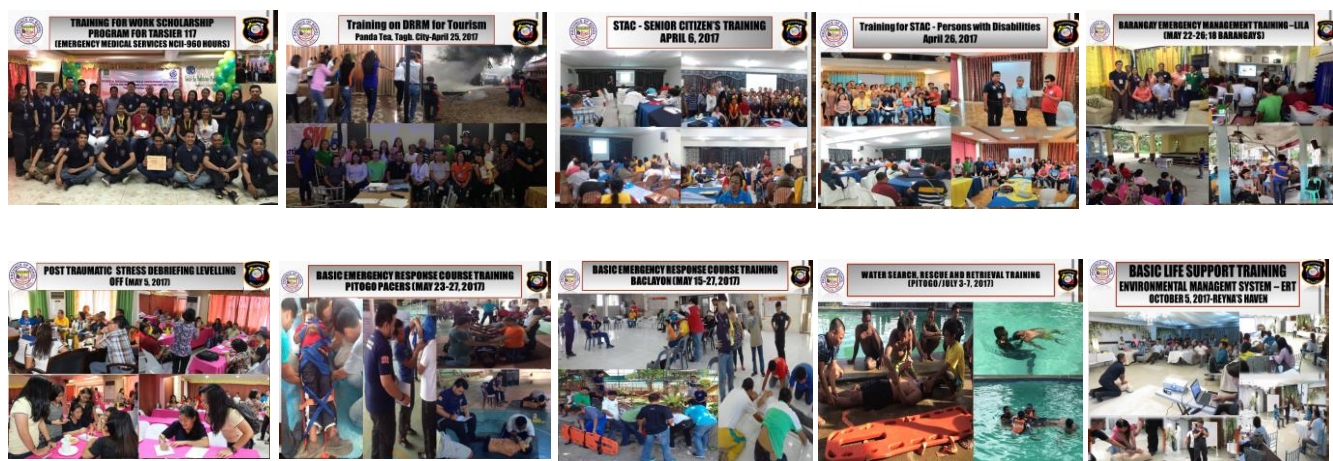 TRAINING FOR WORK SCHOLARSHIP
PROGRAM FOR TARSIER 117
(EMERGENCY MEDICAL SERVICES NCII-960 HOURS)
Training on DRRM for Tourism
Panda Tea, Tagb. City-April 25, 2017
STAC - SENIOR CITIZEN'S TRAINING
APRIL 6, 2017
Training for STAC - Persons with Disabilities
April 26, 2017
BARANGAY EMERGENCY MANAGEMENT TRAINING –LILA
(MAY 22-26; 18 BARANGAYS)
POST TRAUMATIC STRESS DEBRIEFING LEVELLING
OFF (MAY 5, 2017)
BASIC EMERGENCY RESPONSE COURSE TRAINING
PITOGO PACERS (MAY 23-27, 2017)
BASIC EMERGENCY RESPONSE COURSE TRAINING
BACLAYON (MAY 15-27, 2017)
WATER SEARCH, RESCUE AND RETRIEVAL TRAINING
(PITOGO/JULY 3-7, 2017)
BASIC LIFE SUPPORT TRAINING
ENVIRONMENTAL MANAGEMT SYSTEM – ERT
OCTOBER 5, 2017-REYNA'S HAVEN